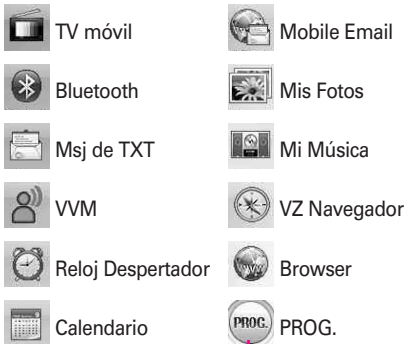 TV móvil
Mobile Email
Bluetooth
Mis Fotos
Msj de TXT
Mi Música
VVM
VZ Navegador
Reloj Despertador
Browser
Calendario
PROG. PROG.